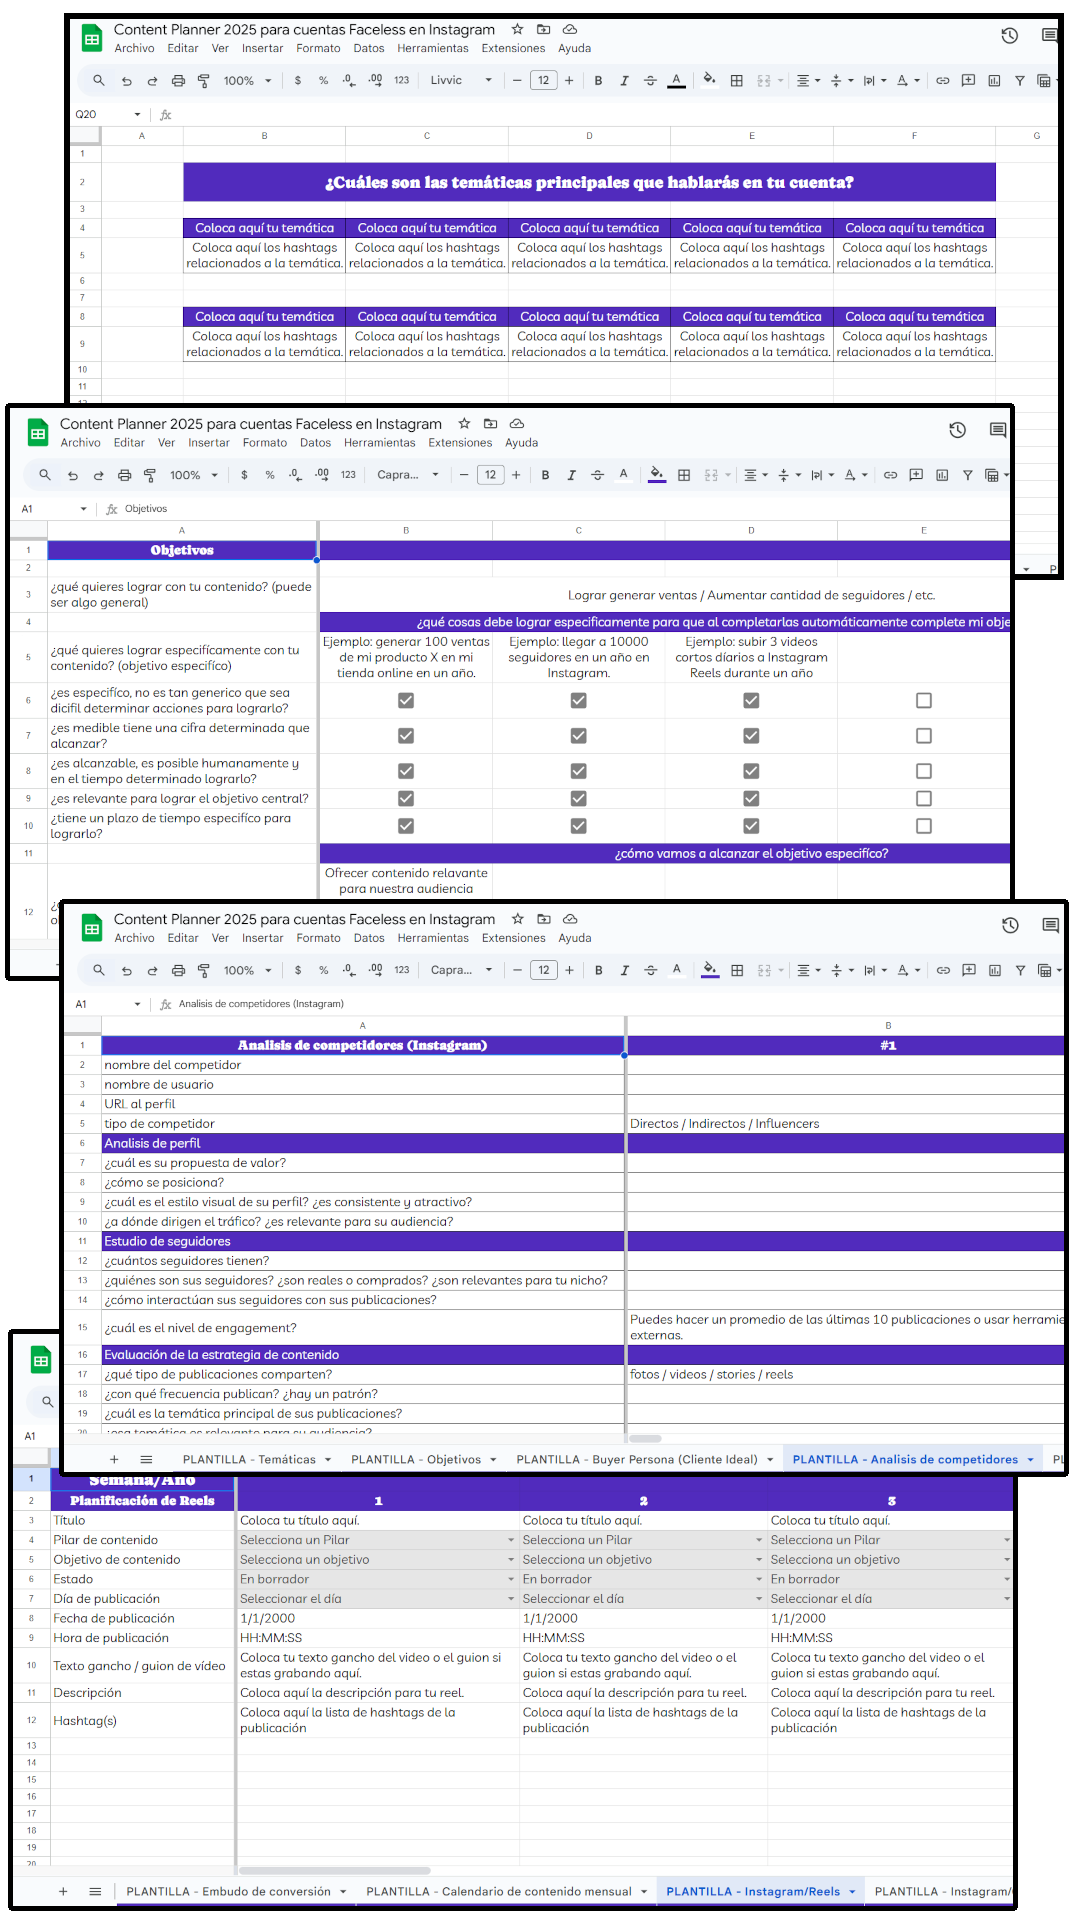 Content Planner 2025 para cuentas Faceless en Instagram
Archivo Editar Ver Insertar Formato Datos Herramientas Extensiones Ayuda
100% $ % .0 .00 123 Livvic 12 B I A
Q20 fx
A B C D E F G
1
2 ¿Cuáles son las temáticas principales que hablarás en tu cuenta?
3
4 Coloca aquí tu temática Coloca aquí tu temática Coloca aquí tu temática Coloca aquí tu temática Coloca aquí tu temática
Coloca aquí los hashtags Coloca aquí los hashtags Coloca aquí los hashtags Coloca aquí los hashtags Coloca aquí los hashtags
5 relacionados a la temática. relacionados a la temática. relacionados a la temática. relacionados a la temática. relacionados a la temática.
6
7
8 Coloca aquí tu temática Coloca aquí tu temática Coloca aquí tu temática Coloca aquí tu temática Coloca aquí tu temática
Coloca aquí los hashtags Coloca aquí los hashtags Coloca aquí los hashtags Coloca aquí los hashtags Coloca aquí los hashtags
9 relacionados a la temática. relacionados a la temática. relacionados a la temática. relacionados a la temática. relacionados a la temática.
10
11
Content Planner 2025 para cuentas Faceless en Instagram
Archivo Editar Ver Insertar Formato Datos Herramientas Extensiones Ayuda
100% $ % .0 .00 123 Capra... 12 B I A
A1 fx Objetivos
A B C D E
1 Objetivos
2
3 ¿qué quieres lograr con tu contenido? (puede
ser algo general)
Lograr generar ventas / Aumentar cantidad de seguidores / etc.
4 ¿qué cosas debe lograr especificamente para que al completarlas automáticamente complete mi obje
5 ¿qué quieres lograr especifícamente con tu
contenido? (objetivo especifíco)
Ejemplo: generar 100 ventas
de mi producto X en mi
tienda online en un año.
Ejemplo: llegar a 10000
seguidores en un año en
Instagram.
Ejemplo: subir 3 videos
cortos díarios a Instagram
Reels durante un año
6 ¿es especifíco, no es tan generico que sea
dicifil determinar acciones para lograrlo?
7 ¿es medible tiene una cifra determinada que
alcanzar?
8 ¿es alcanzable, es posible humanamente y
en el tiempo determinado lograrlo?
9 ¿es relevante para lograr el objetivo central?
10 ¿tiene un plazo de tiempo especifíco para
lograrlo?
11 ¿cómo vamos a alcanzar el objetivo especifíco?
12 Ofrecer contenido relavante
para nuestra audiencia
Content Planner 2025 para cuentas Faceless en Instagram
Archivo Editar Ver Insertar Formato Datos Herramientas Extensiones Ayuda
100% $ % .0 .00 123 Capra... 12 B I A
A1 fx Analisis de competidores (Instagram)
A B
1 Analisis de competidores (Instagram) #1
2 nombre del competidor
3 nombre de usuario
4 URL al perfil
5 tipo de competidor Directos / Indirectos / Influencers
6 Analisis de perfil
7 ¿cuál es su propuesta de valor?
8 ¿cómo se posiciona?
9 ¿cuál es el estilo visual de su perfil? ¿es consistente y atractivo?
10 ¿a dónde dirigen el tráfico? ¿es relevante para su audiencia?
11 Estudio de seguidores
12 ¿cuántos seguidores tienen?
13 ¿quiénes son sus seguidores? ¿son reales o comprados? ¿son relevantes para tu nicho?
14 ¿cómo interactúan sus seguidores con sus publicaciones?
15 ¿cuál es el nivel de engagement?
Puedes hacer un promedio de las últimas 10 publicaciones o usar herramie
externas.
16 Evaluación de la estrategia de contenido
17 ¿qué tipo de publicaciones comparten? fotos / videos / stories / reels
18 ¿con qué frecuencia publican? ¿hay un patrón?
19 ¿cuál es la temática principal de sus publicaciones?
20 ¿esa temática es relevante para su audiencia?
PLANTILLA - Temáticas PLANTILLA - Objetivos PLANTILLA - Buyer Persona (Cliente Ideal) PLANTILLA - Analisis de competidores PL
A1
1 Semana/Año
2 Planificación de Reels 1 2 3
3 Título Coloca tu título aquí. Coloca tu título aquí. Coloca tu título aquí.
4 Pilar de contenido Selecciona un Pilar Selecciona un Pilar Selecciona un Pilar
5 Objetivo de contenido Selecciona un objetivo Selecciona un objetivo Selecciona un objetivo
6 Estado En borrador En borrador En borrador
7 Día de publicación Seleccionar el día Seleccionar el día Seleccionar el día
8 Fecha de publicación 1/1/2000 1/1/2000 1/1/2000
9 Hora de publicación HH:MM:SS HH:MM:SS HH:MM:SS
10 Texto gancho / guion de vídeo
Coloca tu texto gancho del video o el guion si
estas grabando aquí.
Coloca tu texto gancho del video o el
guion si estas grabando aquí.
Coloca tu texto gancho del video o el
guion si estas grabando aquí.
11 Descripción Coloca aquí la descripción para tu reel. Coloca aquí la descripción para tu reel. Coloca aquí la descripción para tu reel.
12 Hashtag(s)
Coloca aquí la lista de hashtags de la
publicación
Coloca aquí la lista de hashtags de la
publicación
Coloca aquí la lista de hashtags de la
publicación
13
14
15
16
17
18
19
20
PLANTILLA - Embudo de conversión PLANTILLA - Calendario de contenido mensual PLANTILLA - Instagram/Reels PLANTILLA - Instagram/